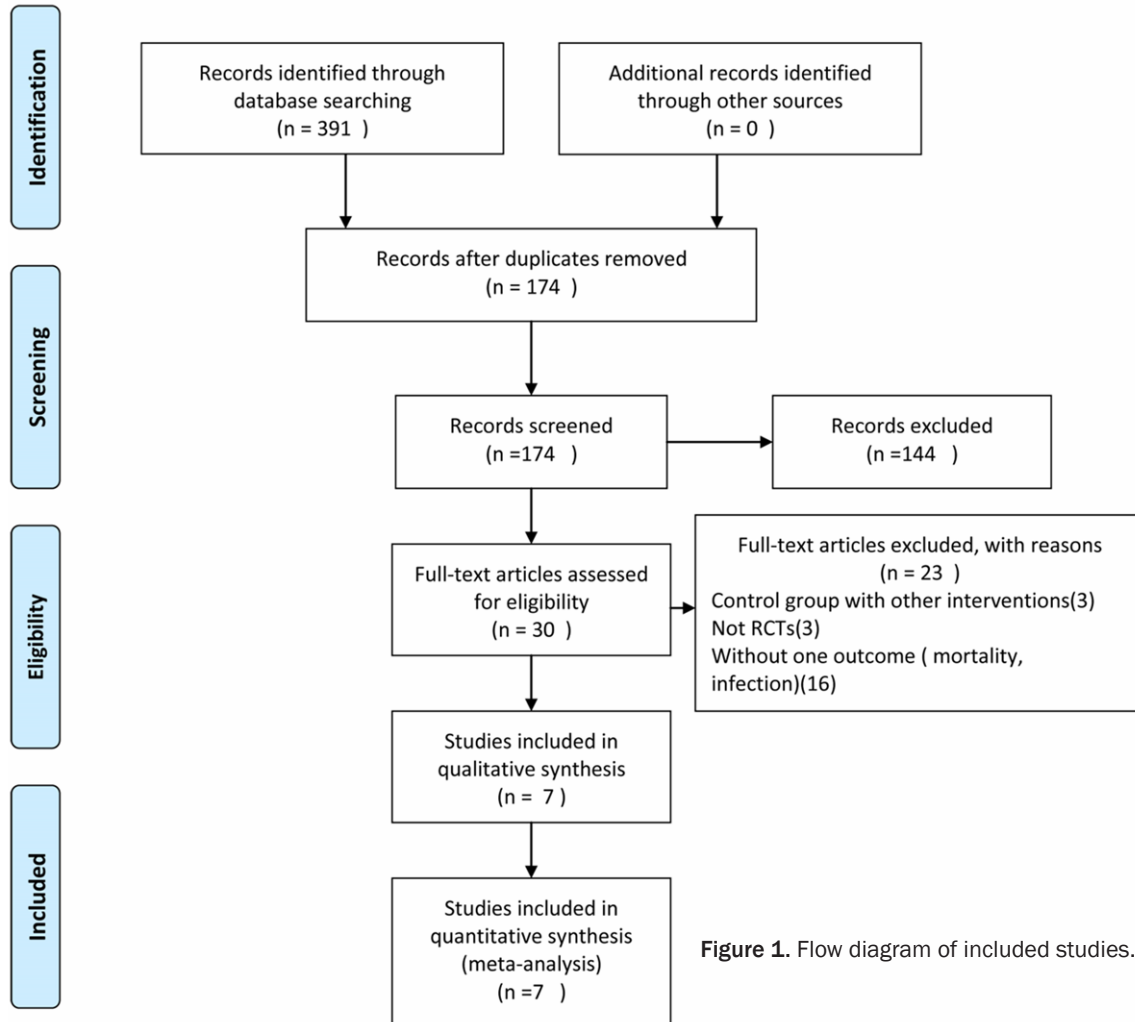 Identification
Records identified through
database searching
(n = 391 )
Additional records identified
through other sources
(n = 0 )
Records after duplicates removed
(n = 174 )
Screening
Records screened
(n =174 )
Records excluded
(n =144 )
Eligibility
Full-text articles assessed
for eligibility
(n = 30 )
Full-text articles excluded, with reasons
(n = 23 )
Control group with other interventions(3)
Not RCTs(3)
Without one outcome ( mortality,
infection)(16)
Studies included in
qualitative synthesis
(n = 7 )
Included
Studies included in
quantitative synthesis
(meta-analysis)
(n =7 )
Figure 1. Flow diagram of included studies.